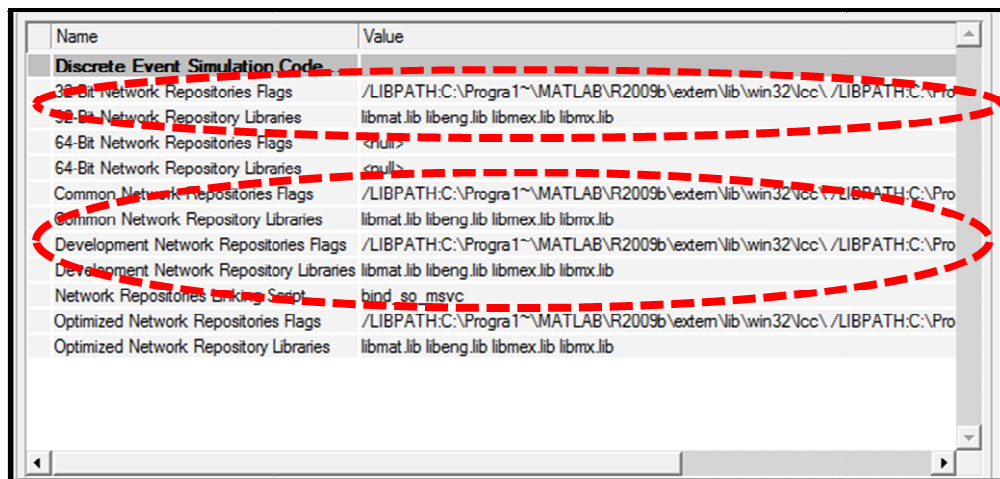 Name Value
Discrete Event Simulation Code
32-Bit Network Repositories Flags /LIBPATH:C:\Progra1~\MATLAB\R2009b\extern\lib\win32\lcc\ /LIBPATH:C:\Pro
32-Bit Network Repository Libraries libmat.lib libeng.lib libmex.lib libmx.lib
64-Bit Network Repositories Flags <null>
64-Bit Network Repository Libraries <null>
Common Network Repositories Flags /LIBPATH:C:\Progra1~\MATLAB\R2009b\extern\lib\win32\lcc\ /LIBPATH:C:\Pro
Common Network Repository Libraries libmat.lib libeng.lib libmex.lib libmx.lib
Development Network Repositories Flags /LIBPATH:C:\Progra1~\MATLAB\R2009b\extern\lib\win32\lcc\ /LIBPATH:C:\Pro
Development Network Repository Libraries libmat.lib libeng.lib libmex.lib libmx.lib
Network Repositories Linking Script bind_so_msvc
Optimized Network Repositories Flags /LIBPATH:C:\Progra1~\MATLAB\R2009b\extern\lib\win32\lcc\ /LIBPATH:C:\Pro
Optimized Network Repository Libraries libmat.lib libeng.lib libmex.lib libmx.lib